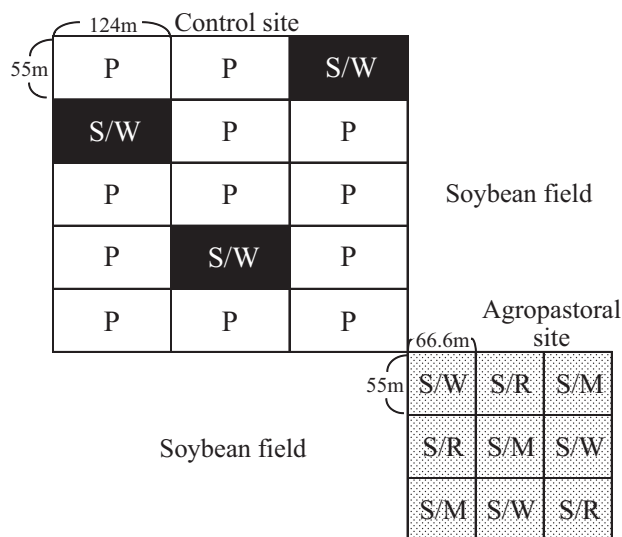 Control site
124m
55m
P P S/W
S/W P P
P P P
P S/W P
P P P
Soybean field
Agropastoral
site
66.6m
55m
S/W S/R S/M
S/R S/M S/W
S/M S/W S/R
Soybean field